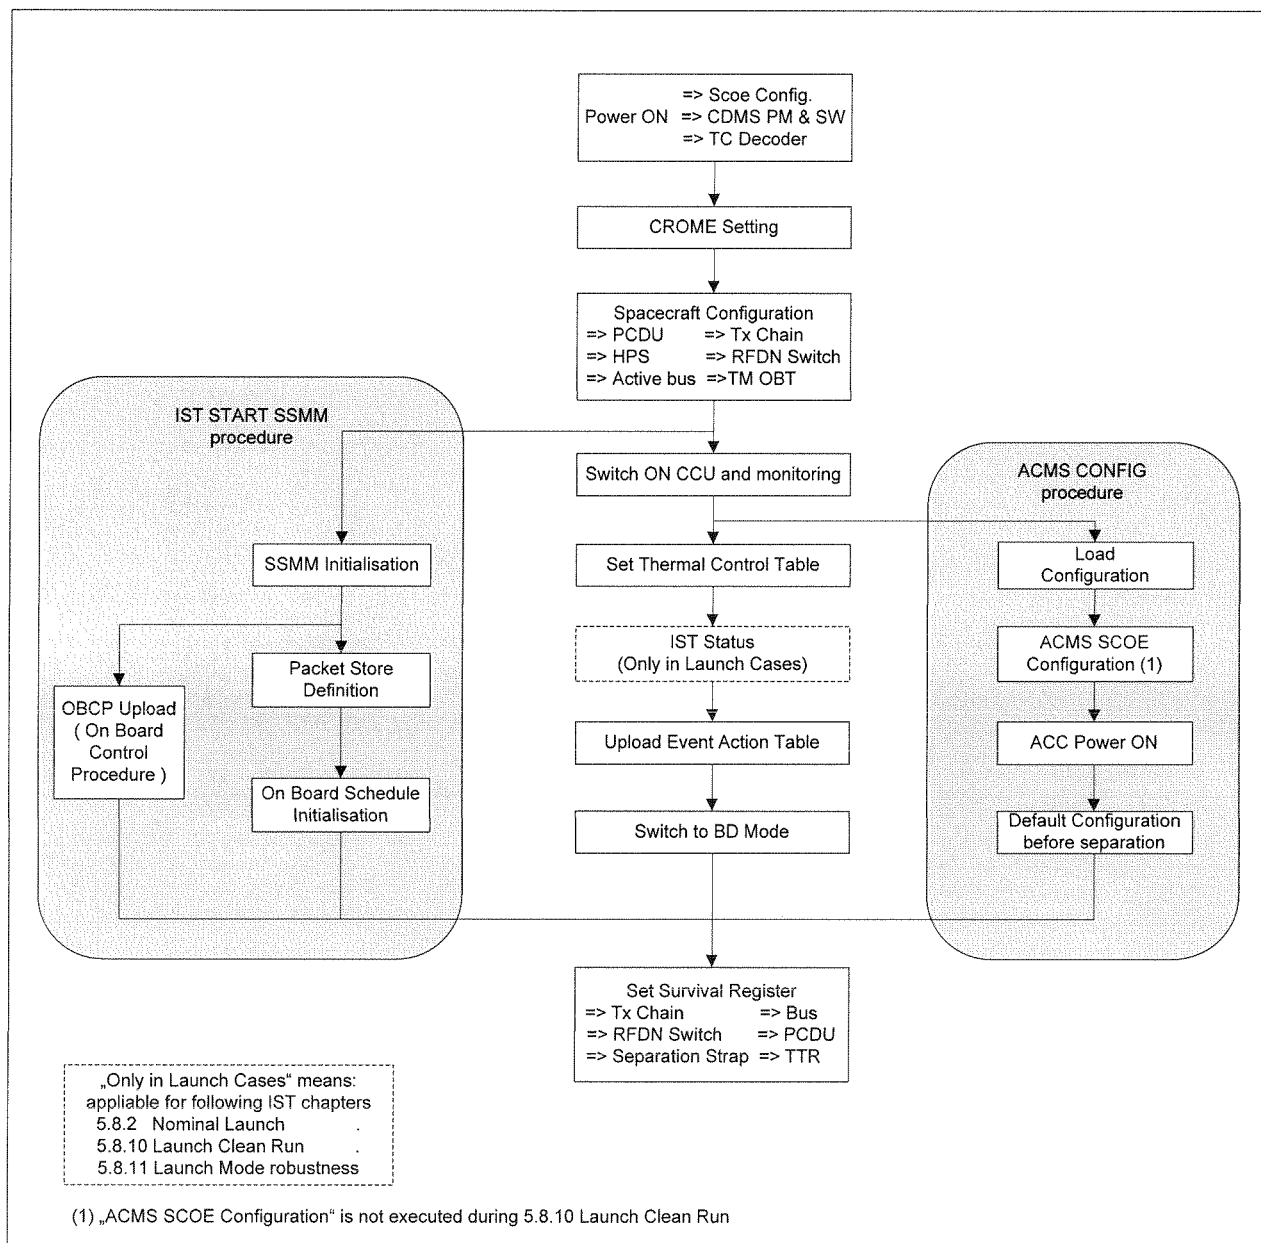 => Scoe Config.
Power ON => CDMS PM & SW
=> TC Decoder
CROME Setting
Spacecraft Configuration
=> PCDU => Tx Chain
=> HPS => RFDN Switch
=> Active bus =>TM OBT
IST START SSMM
procedure
SSMM Initialisation
Packet Store
Definition
OBCP Upload
( On Board
Control
Procedure )
On Board Schedule
Initialisation
Switch ON CCU and monitoring
Set Thermal Control Table
IST Status
(Only in Launch Cases)
Upload Event Action Table
Switch to BD Mode
ACMS CONFIG
procedure
Load
Configuration
ACMS SCOE
Configuration (1)
ACC Power ON
Default Configuration
before separation
Set Survival Register
=> Tx Chain => Bus
=> RFDN Switch => PCDU
=> Separation Strap => TTR
„Only in Launch Cases“ means:
appliable for following IST chapters
5.8.2 Nominal Launch .
5.8.10 Launch Clean Run .
5.8.11 Launch Mode robustness
(1) „ACMS SCOE Configuration“ is not executed during 5.8.10 Launch Clean Run